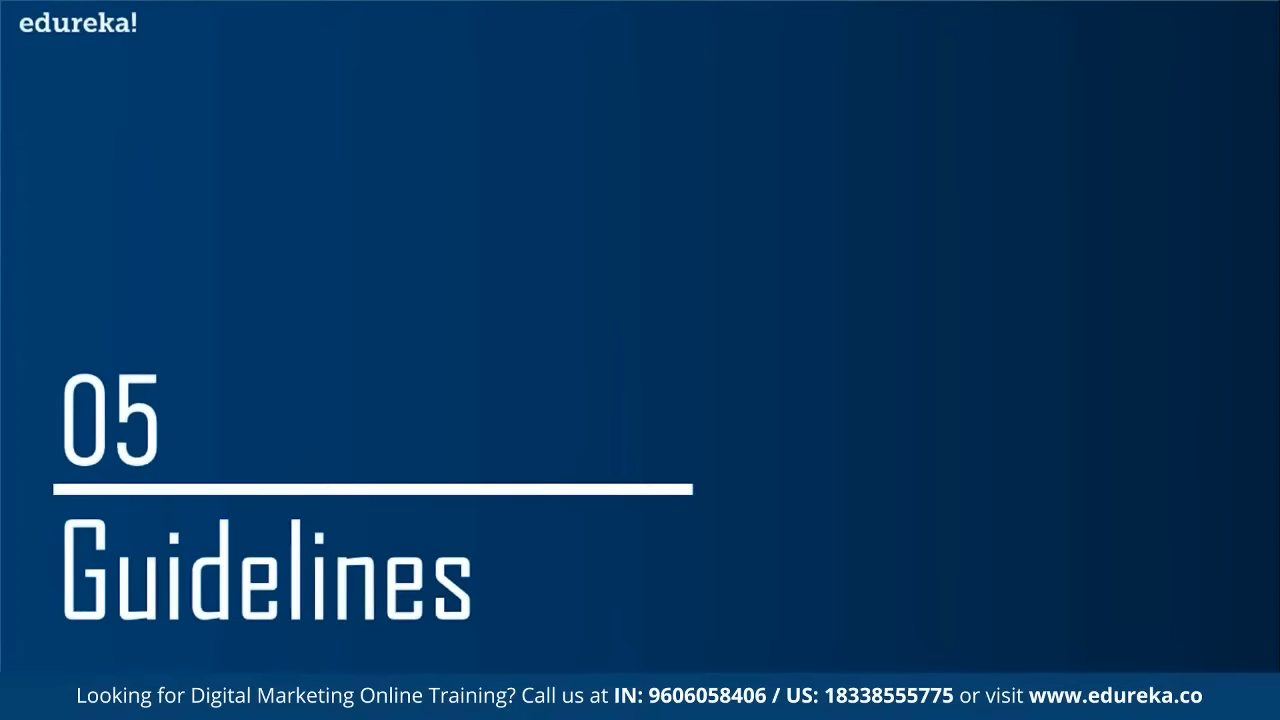 edureka!
05
Guidelines
Looking for Digital Marketing Online Training? Call us at IN: 9606058406 / US: 18338555775 or visit www.edureka.co